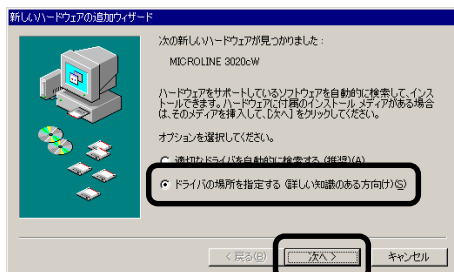 新しいハードウェアの追加ウィザード
次の新しいハードウェアが見つかりました :
MICROLINE 3020cW
ハードウェアをサポートしているソフトウェアを自動的に検索して、インス
トールできます。ハードウェアに付属のインストール メディアがある場合
は、そのメディアを挿入して、[次へ] をクリックしてください。
オプションを選択してください。
適切なドライバを自動的に検索する (推奨)(A)
ドライバの場所を指定する (詳しい知識のある方向け)(S)
< 戻る(B)
次へ >
キャンセル